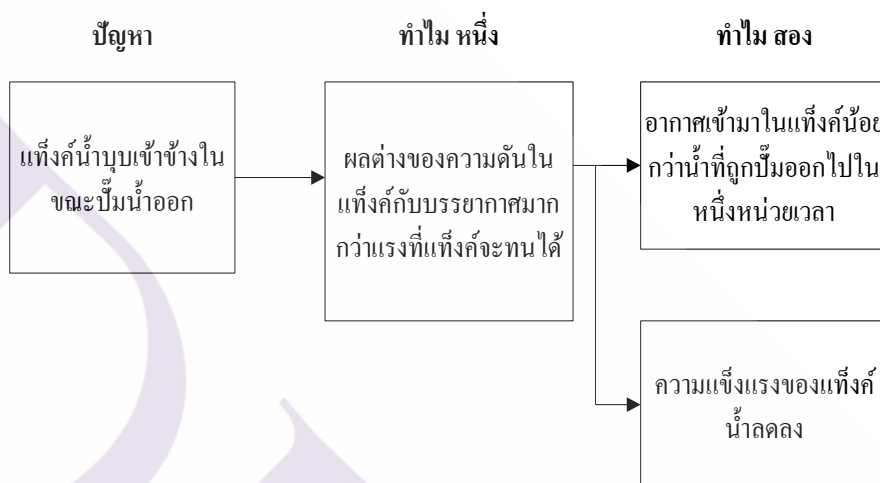 ปัญหา
ทำไม หนึ่ง
ทำไม สอง
แท็งค์น้ำบุบเข้าข้างใน
ขณะปั๊มน้ำออก
ผลต่างของความดันใน
แท็งค์กับบรรยากาศมาก
กว่าแรงที่แท็งค์จะทนได้
อากาศเข้ามาในแท็งค์น้อย
กว่าน้ำที่ถูกปั๊มออกไปใน
หนึ่งหน่วยเวลา
ความแข็งแรงของแท็งค์
น้ำลดลง